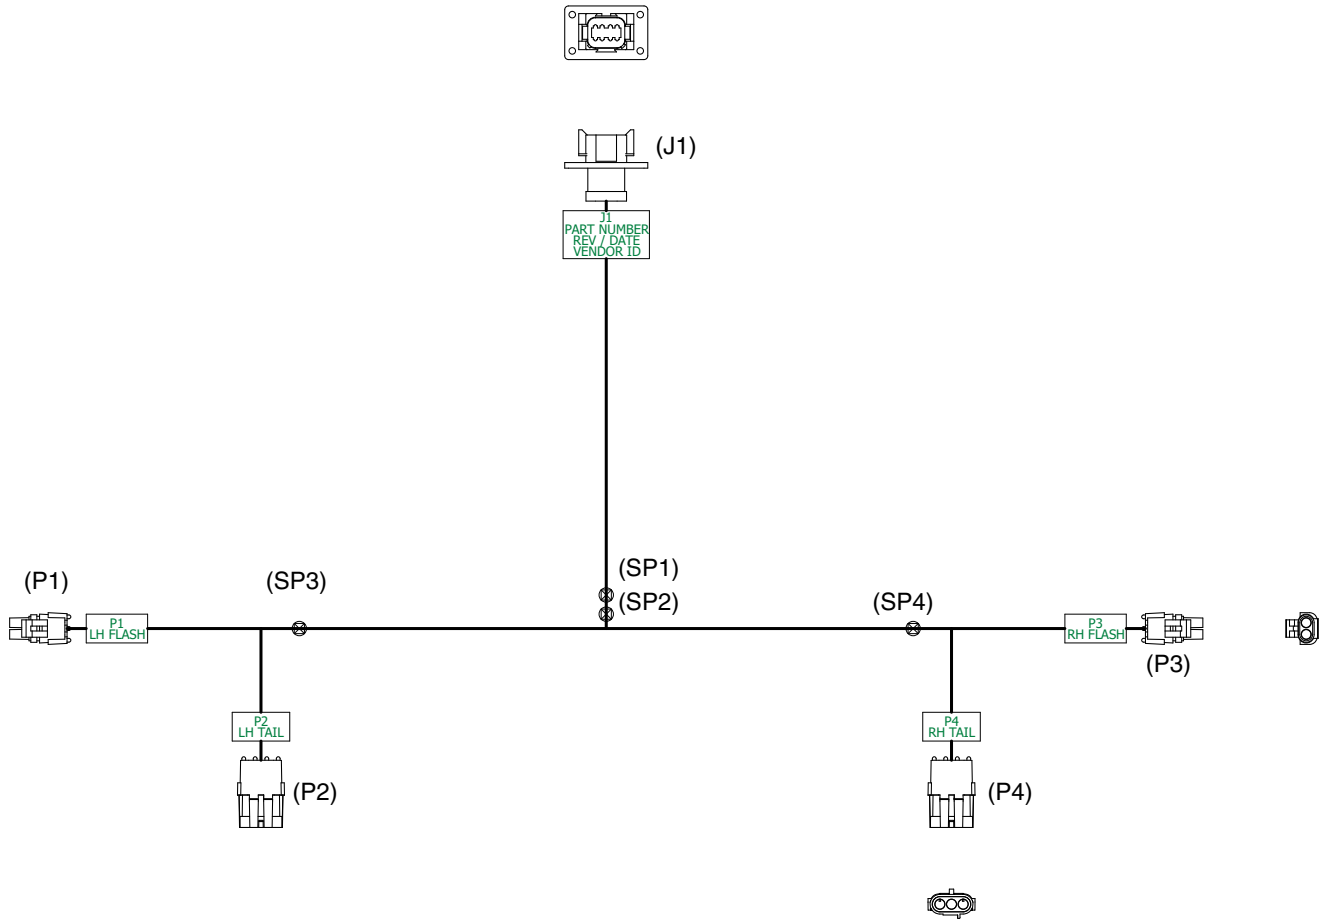 (J1)
J1
PART NUMBER
REV / DATE
VENDOR ID
(SP1)
(P1)
(SP3)
(SP2)
(SP4)
P1
LH FLASH
P3
RH FLASH
(P3)
P2
LH TAIL
P4
RH TAIL
(P2)
(P4)